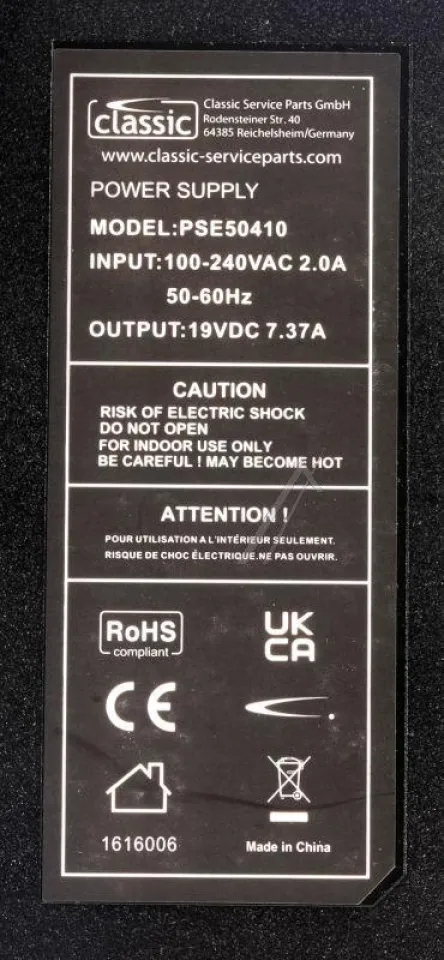 classic
Classic Service Parts GmbH
Rodensteiner Str. 40
64385 Reichelsheim/Germany
www.classic-serviceparts.com
POWER SUPPLY
MODEL:PSE50410
INPUT:100-240VAC 2.0A
50-60Hz
OUTPUT:19VDC 7.37A
CAUTION
RISK OF ELECTRIC SHOCK
DO NOT OPEN
FOR INDOOR USE ONLY
BE CAREFUL ! MAY BECOME HOT
ATTENTION !
POUR UTILISATION A L'INTÉRIEUR SEULEMENT.
RISQUE DE CHOC ÉLECTRIQUE.NE PAS OUVRIR.
RoHS
compliant
UK
CA
CE
1616006
Made in China